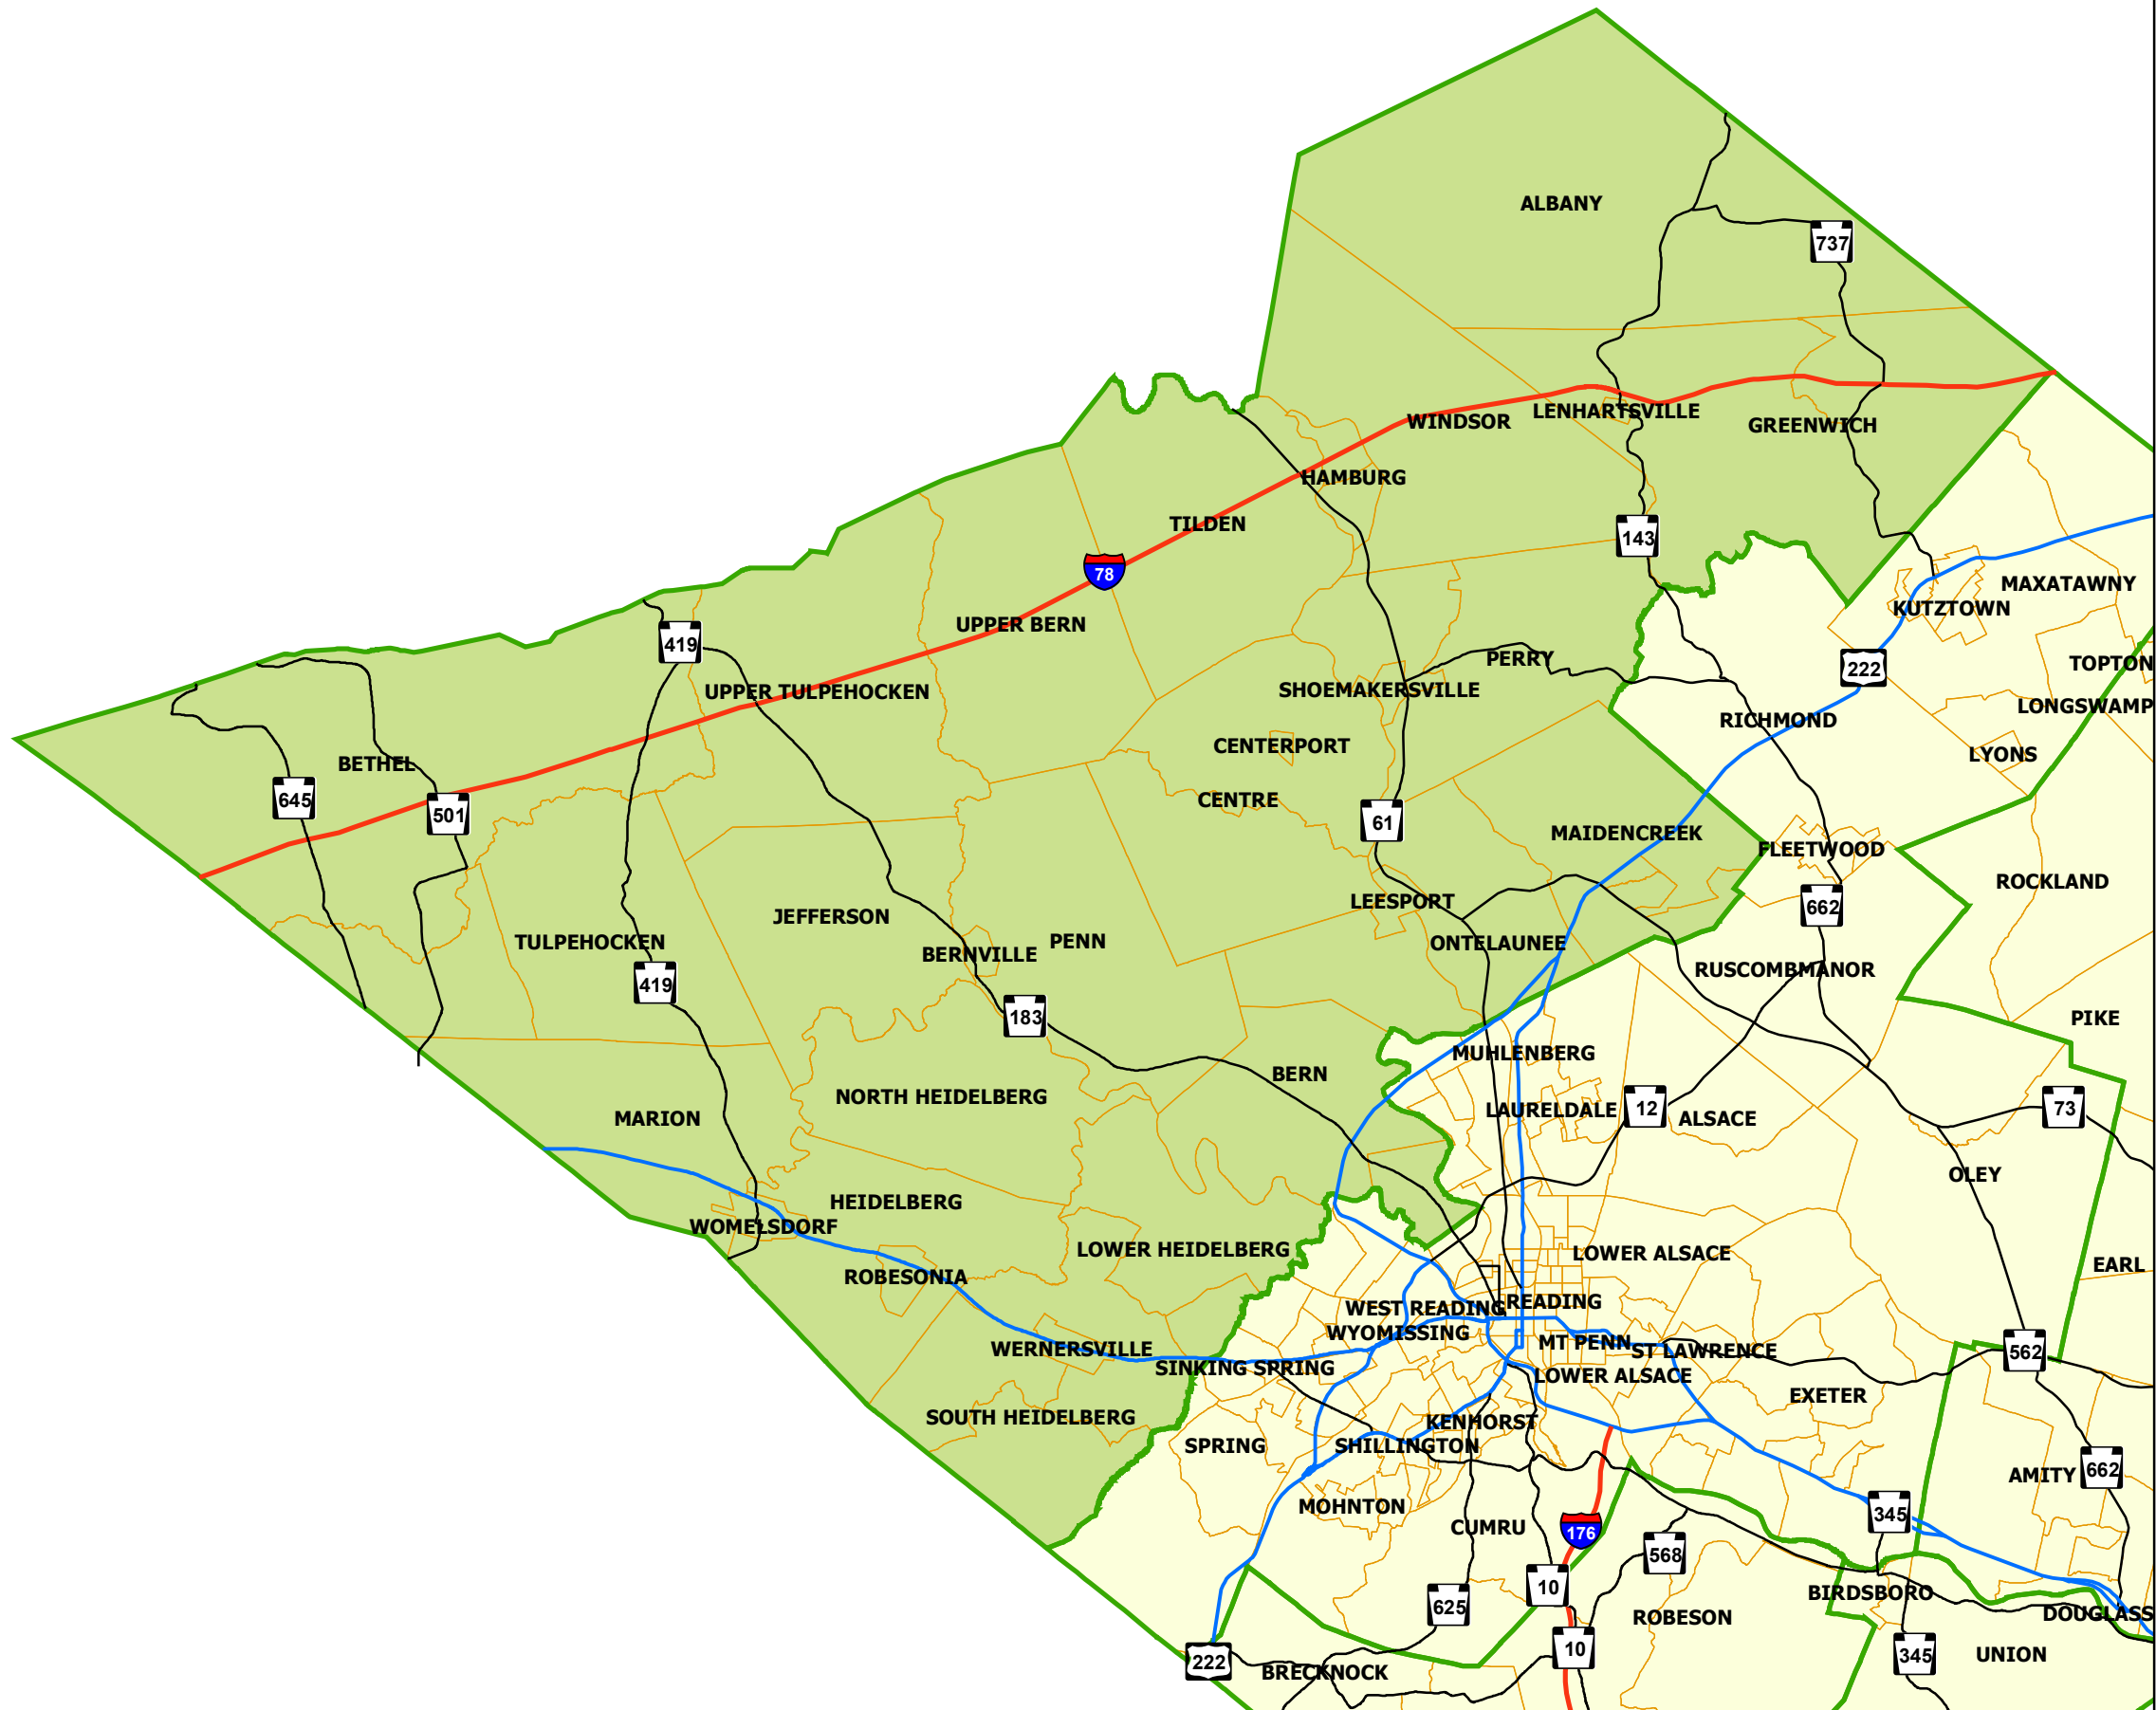 ALBANY
737
WINDSOR
LENHARTSVILLE
GREENWICH
HAMBURG
TILDEN
143
78
MAXATAWNY
KUTZTOWN
UPPER BERN
419
PERRY
222
TOPTON
UPPER TULPEHOCKEN
SHOEMAKERSVILLE
LONGSWAMP
RICHMOND
CENTERPORT
LYONS
BETHEL
645
501
CENTRE
61
MAIDENCREEK
FLEETWOOD
ROCKLAND
LEESPORT
662
JEFFERSON
TULPEHOCKEN
PENN
ONTELAUNEE
BERNVILLE
RUSCOMBMANOR
419
183
PIKE
MUHLENBERG
BERN
NORTH HEIDELBERG
LAURELDALE
12
73
MARION
ALSACE
OLEY
HEIDELBERG
WOMELSDORF
LOWER HEIDELBERG
LOWER ALSACE
EARL
ROBESONIA
WEST READING
READING
WYOMISSING
MT PENN
WERNERSVILLE
ST LAWRENCE
562
SINKING SPRING
LOWER ALSACE
EXETER
SOUTH HEIDELBERG
KENHORST
SPRING
SHILLINGTON
662
AMITY
MOHNTON
345
CUMRU
176
568
10
BIRDSBORO
625
DOUGLASS
ROBESON
10
345
UNION
222
BRECKNOCK